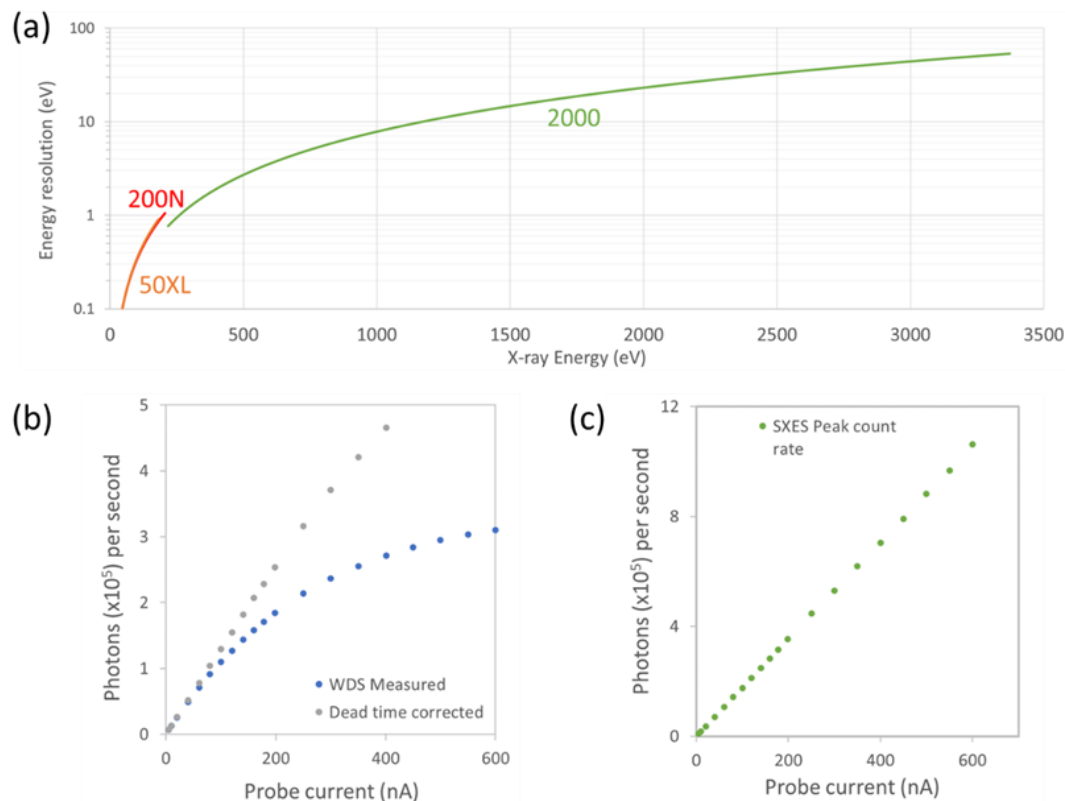 (a)
Energy resolution (eV)
100
10
1
0.1
200N
50XL
2000
0 500 1000 1500 2000 2500 3000 3500
X-ray Energy (eV)
(b)
Photons (x10⁵) per second
5
4
3
2
1
0
WDS Measured
Dead time corrected
0 200 400 600
Probe current (nA)
(c)
Photons (x10⁵) per second
12
8
4
0
SXES Peak count
rate
0 200 400 600
Probe current (nA)